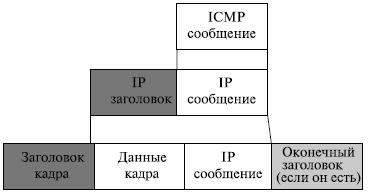 ICMP
сообщение
IP
заголовок
IP
сообщение
Заголовок
кадра
Данные
кадра
IP
сообщение
Оконечный
заголовок
(если он есть)